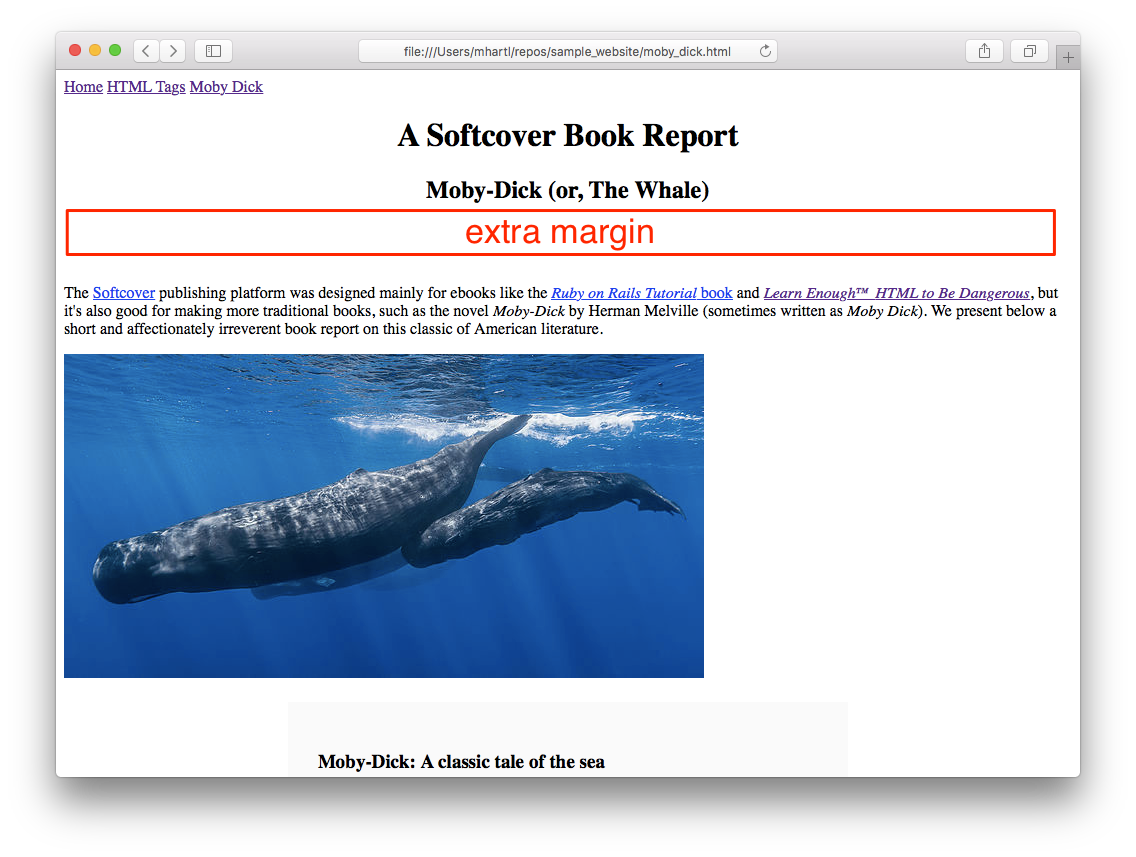 file:///Users/mhartl/repos/sample_website/moby_dick.html
Home HTML Tags Moby Dick
A Softcover Book Report
Moby-Dick (or, The Whale)
extra margin
The Softcover publishing platform was designed mainly for ebooks like the Ruby on Rails Tutorial book and Learn Enough™ HTML to Be Dangerous, but
it's also good for making more traditional books, such as the novel Moby-Dick by Herman Melville (sometimes written as Moby Dick). We present below a
short and affectionately irreverent book report on this classic of American literature.
Moby-Dick: A classic tale of the sea